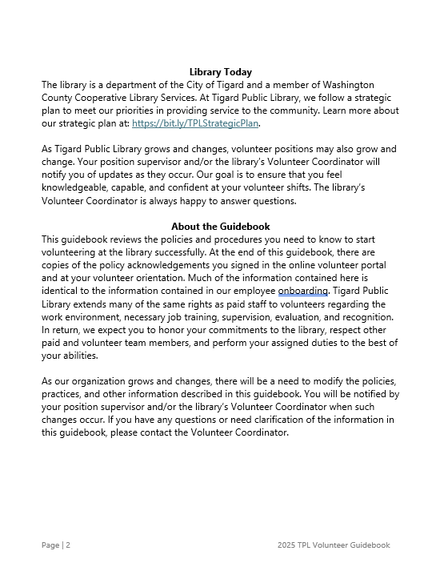 Library Today
The library is a department of the City of Tigard and a member of Washington
County Cooperative Library Services. At Tigard Public Library, we follow a strategic
plan to meet our priorities in providing service to the community. Learn more about
our strategic plan at: https://bit.ly/TPLStrategicPlan.
As Tigard Public Library grows and changes, volunteer positions may also grow and
change. Your position supervisor and/or the library's Volunteer Coordinator will
notify you of updates as they occur. Our goal is to ensure that you feel
knowledgeable, capable, and confident at your volunteer shifts. The library's
Volunteer Coordinator is always happy to answer questions.
About the Guidebook
This guidebook reviews the policies and procedures you need to know to start
volunteering at the library successfully. At the end of this guidebook, there are
copies of the policy acknowledgements you signed in the online volunteer portal
and at your volunteer orientation. Much of the information contained here is
identical to the information contained in our employee onboarding. Tigard Public
Library extends many of the same rights as paid staff to volunteers regarding the
work environment, necessary job training, supervision, evaluation, and recognition.
In return, we expect you to honor your commitments to the library, respect other
paid and volunteer team members, and perform your assigned duties to the best of
your abilities.
As our organization grows and changes, there will be a need to modify the policies,
practices, and other information described in this guidebook. You will be notified by
your position supervisor and/or the library's Volunteer Coordinator when such
changes occur. If you have any questions or need clarification of the information in
this guidebook, please contact the Volunteer Coordinator.
Page | 2
2025 TPL Volunteer Guidebook